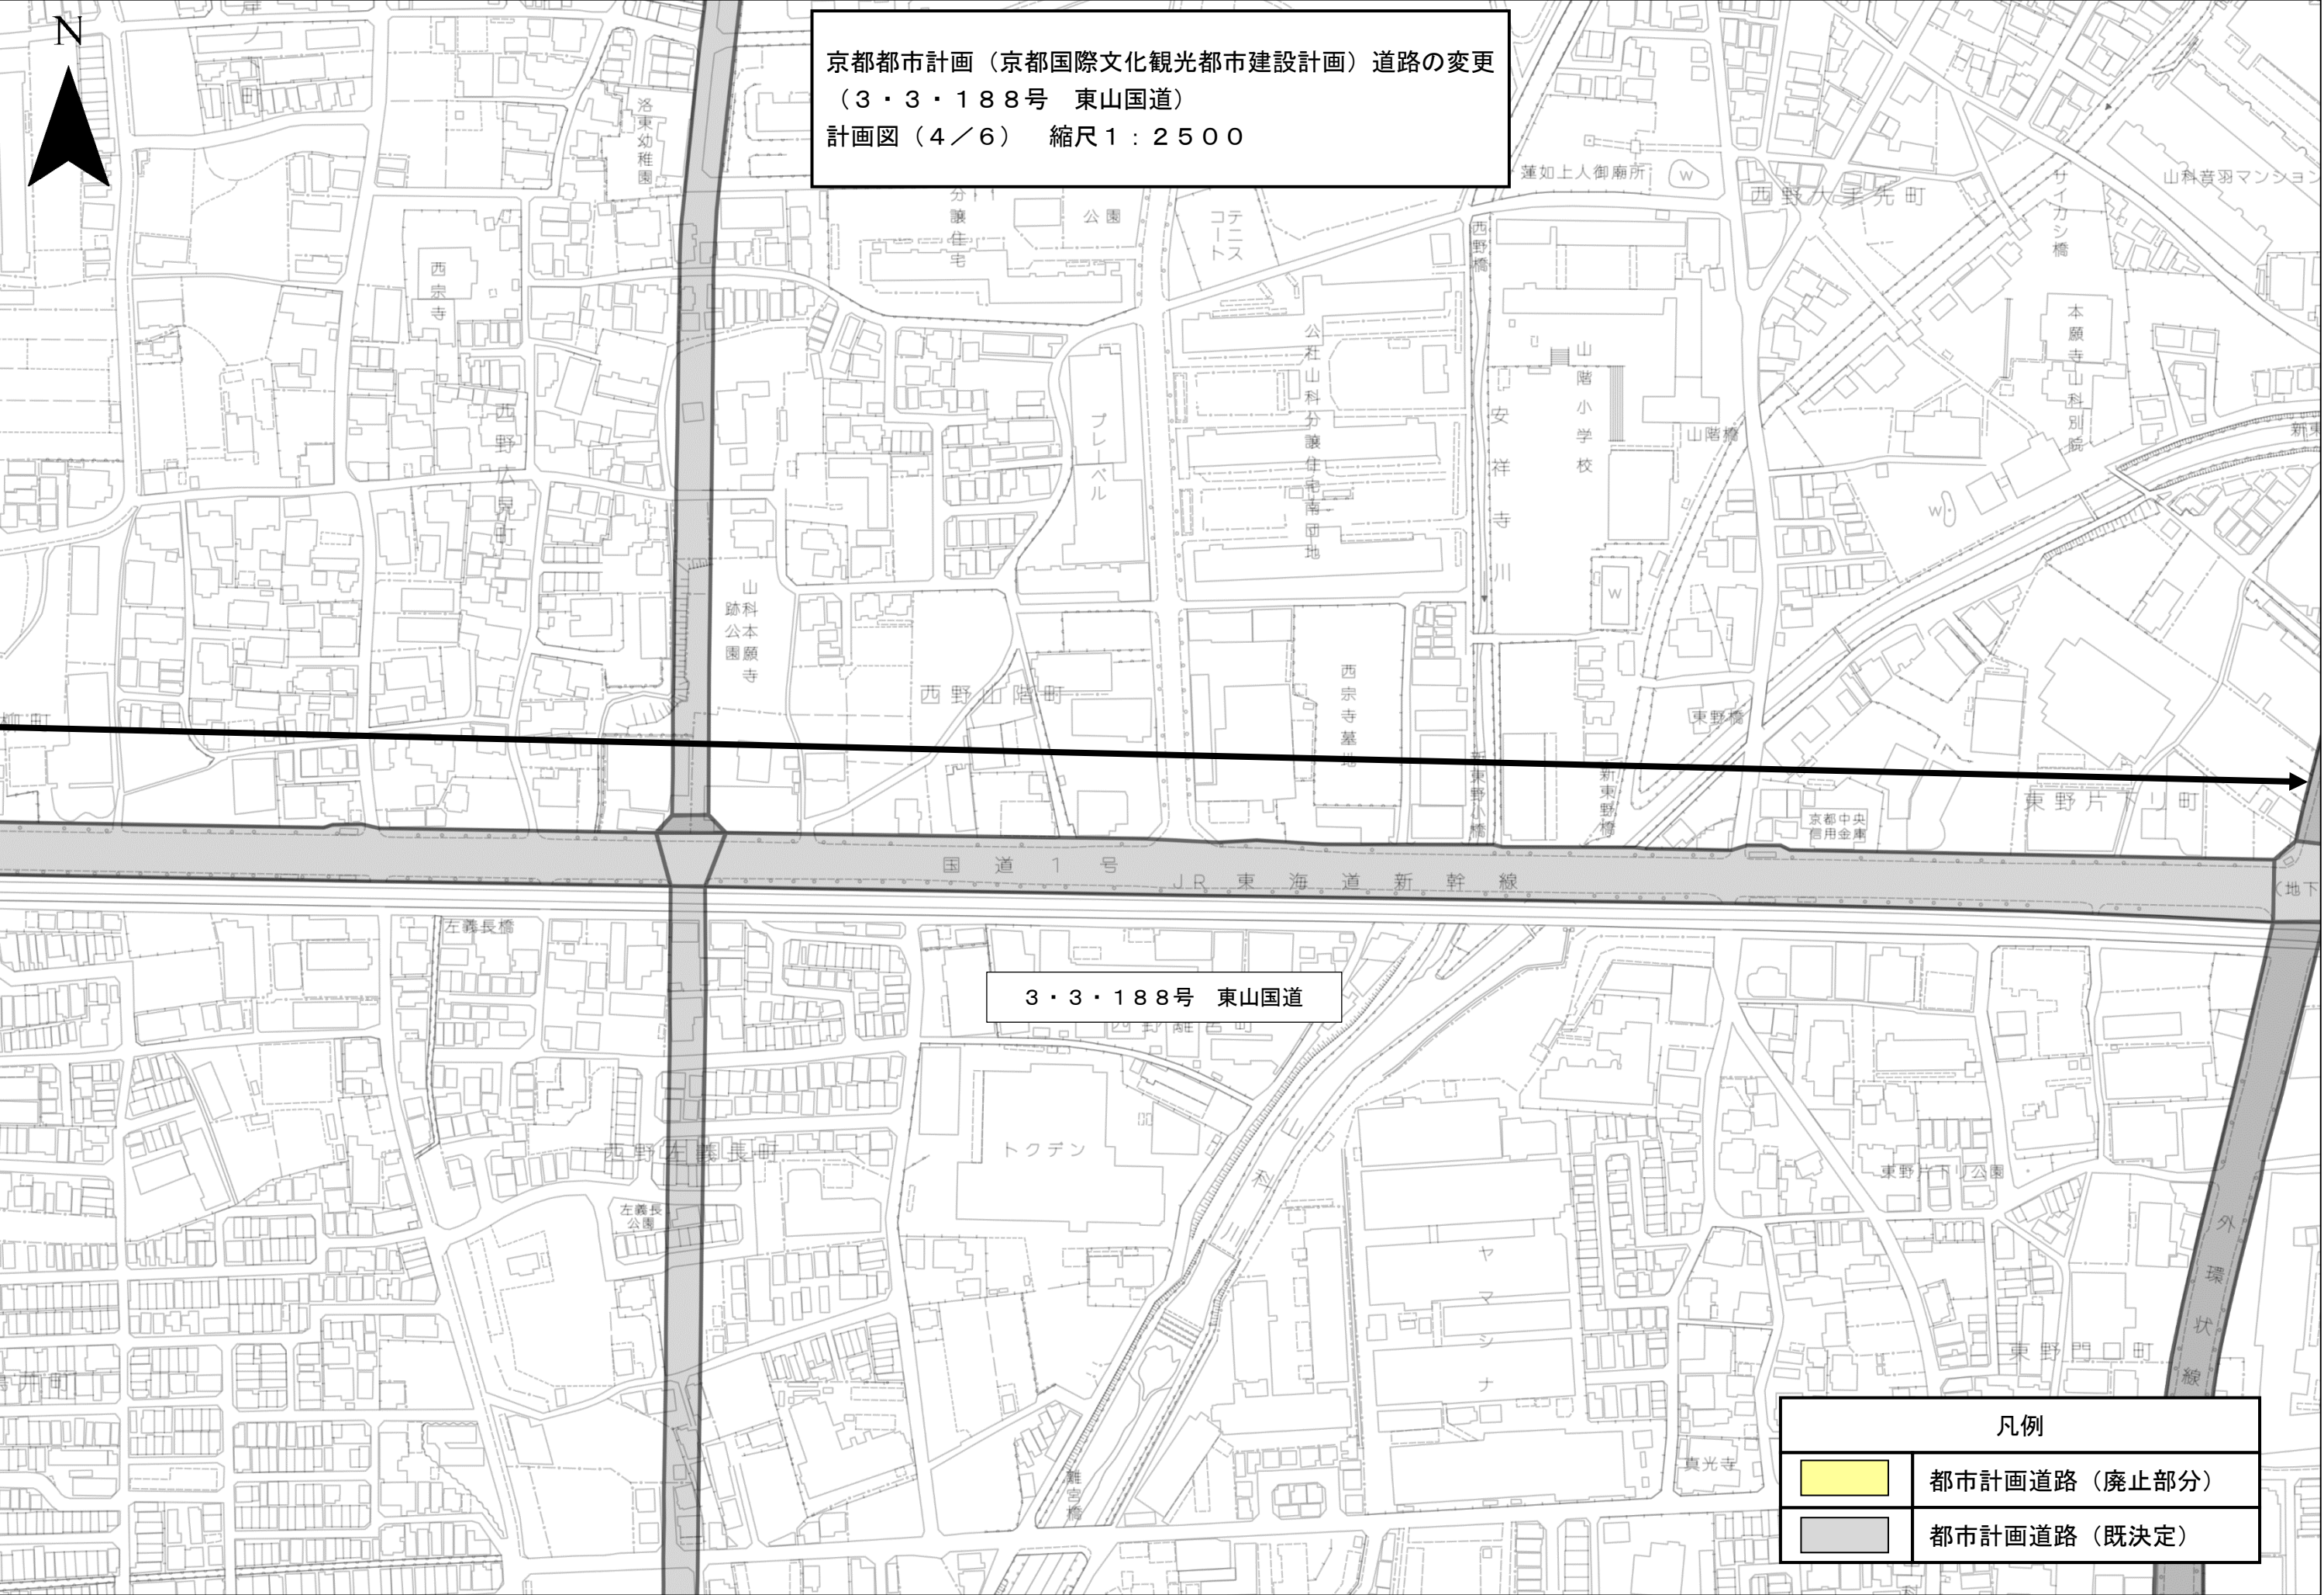 N
京都都市計画（京都国際文化観光都市建設計画）道路の変更
（３・３・１８８号　東山国道）
計画図（４／６）　縮尺１：２５００
洛東幼稚園
分譲住宅
公園
テニス
コート
蓮如上人御廟所
W
西野大手先町
サイカシ橋
山科音羽マンション
西宗寺
西野橋
本願寺山科別院
公社山科分譲住宅南団地
山階小学校
山階橋
安祥寺川
プレーベル
西野広見町
W
W
山科本願寺
跡公園
西野山階町
西宗寺墓地
東野橋
新東野小橋
新東野橋
東野片下リ町
京都中央
信用金庫
国道１号
JR東海道新幹線
（地下
左義長橋
３・３・１８８号　東山国道
西野離宮町
トクデン
西野左義長町
左義長
公園
東野片下リ公園
ヤマシナ
外環状線
東野門口町
離宮橋
真光寺
凡例
都市計画道路（廃止部分）
都市計画道路（既決定）